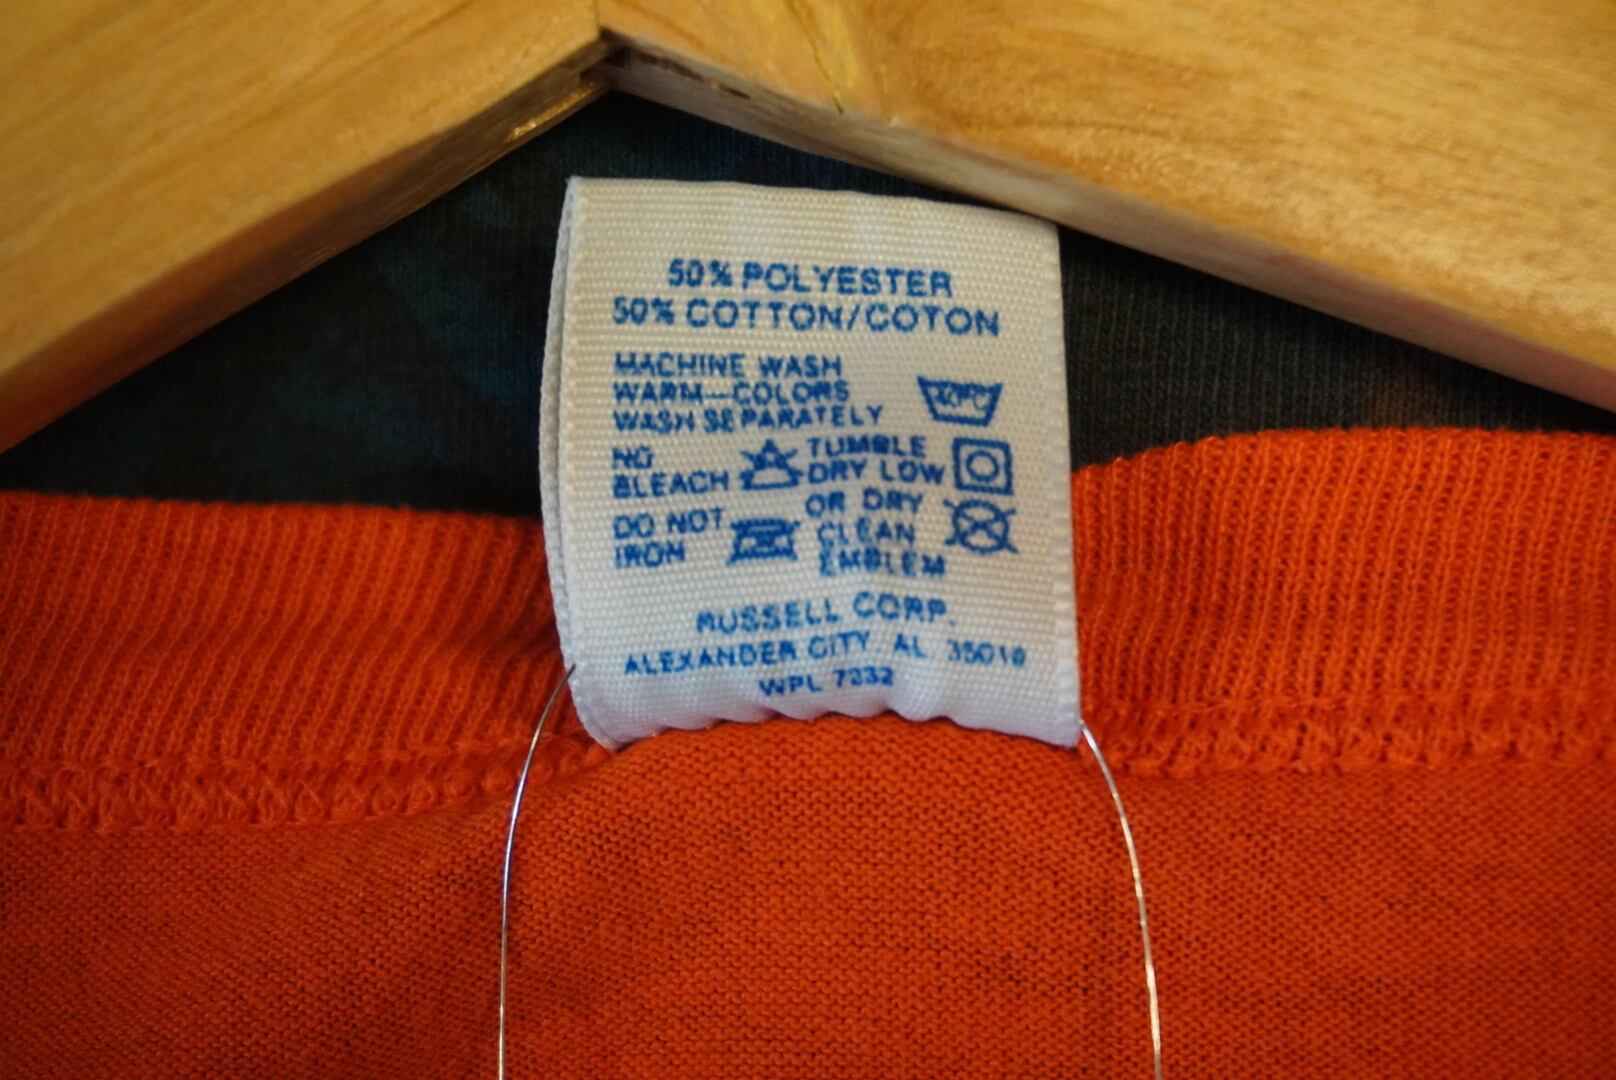 50% POLYESTER
50% COTTON/COTON
MACHINE WASH
WARM—COLORS
WASH SEPARATELY
NO
BLEACH
DO NOT
IRON
TUMBLE
DRY LOW
OR DRY
CLEAN
EMBLEM
RUSSELL CORP.
ALEXANDER CITY, AL 35010
WPL 7232